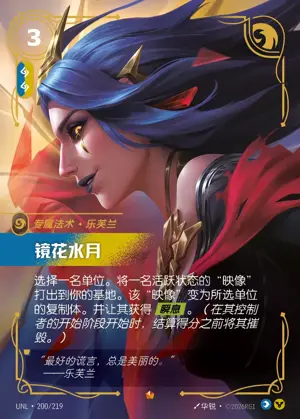 3
专属法术·乐芙兰
镜花水月
选择一名单位。将一名活跃状态的“映像”
打出到你的基地。该“映像”变为所选单位
的复制体。并让其获得 瞬息 。（在其控制
者的开始阶段开始时，结算得分之前将其摧
毁。）
“最好的谎言，总是美丽的。”
——乐芙兰
UNL · 200/219
华锐 · ©2026RGI